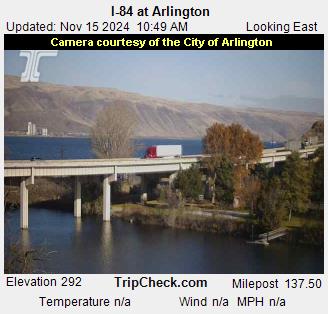 I-84 at Arlington
Updated: Nov 15 2024 10:49 AM Looking East
Camera courtesy of the City of Arlington
Elevation 292 TripCheck.com Milepost 137.50
Temperature n/a Wind n/a MPH n/a